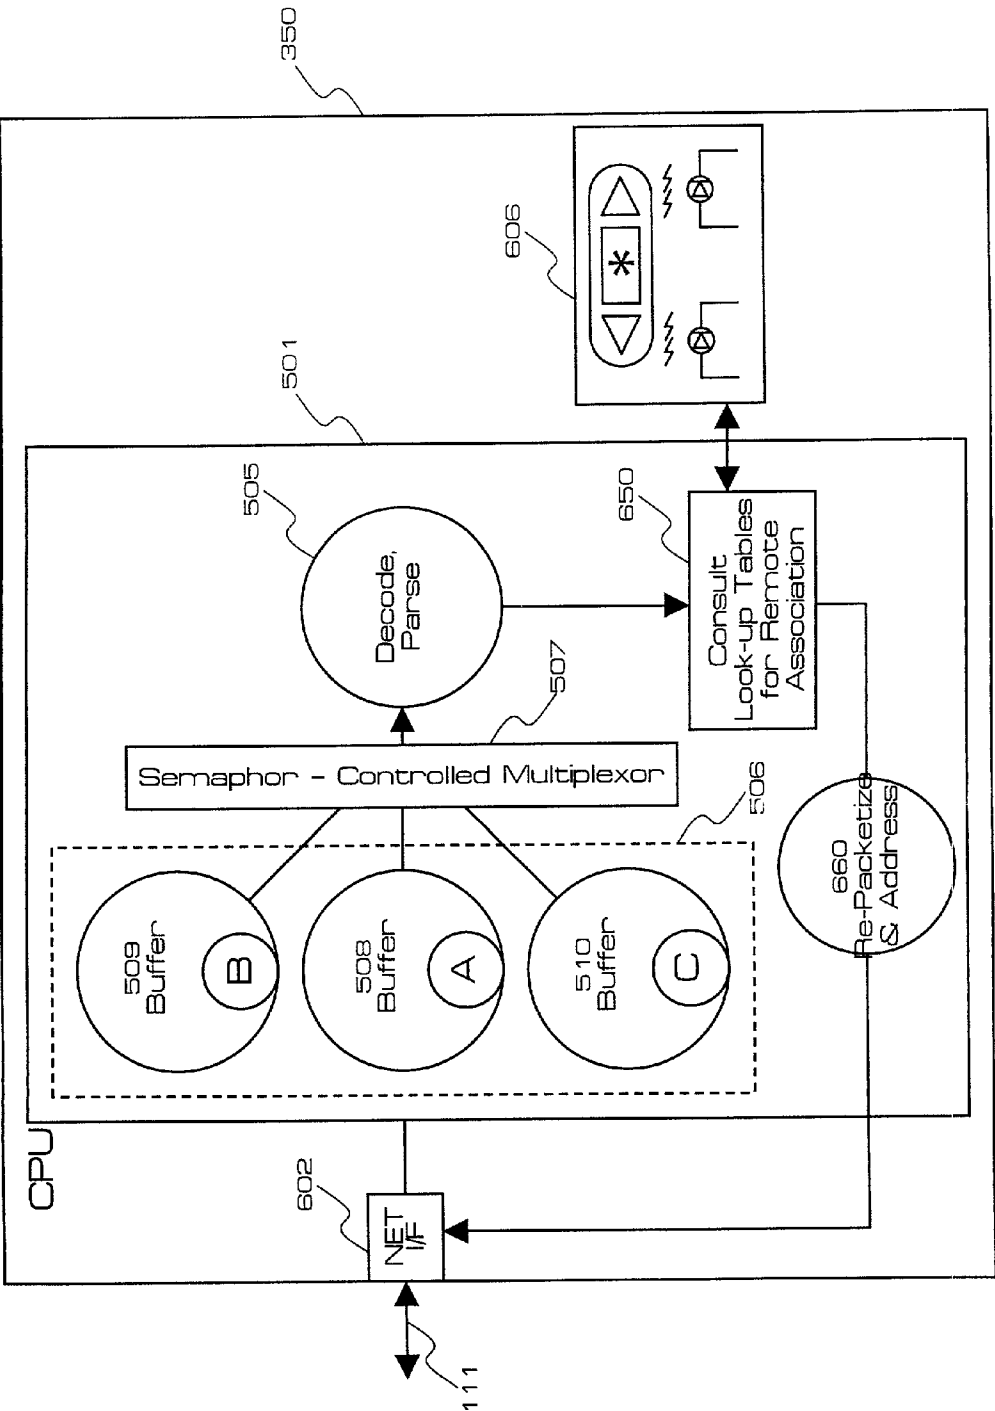 350
606
*
501
505
Decode,
Parse
650
Consult
Look-up Tables
for Remote
Association
507
Semaphor - Controlled Multiplexor
506
509
Buffer
B
508
Buffer
A
510
Buffer
C
660
Re-Packetize
& Address
CPU
602
NET
I/F
111